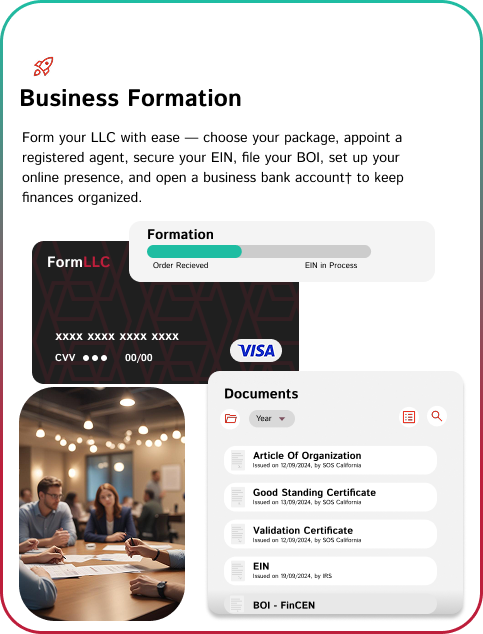 Business Formation
Form your LLC with ease — choose your package, appoint a
registered agent, secure your EIN, file your BOI, set up your
online presence, and open a business bank account† to keep
finances organized.
Formation
Order Recieved EIN in Process
FormLLC
xxxx xxxx xxxx xxxx
CVV ●●● 00/00
VISA
Documents
Year
Article Of Organization
Issued on 12/09/2024, by SOS California
Good Standing Certificate
Issued on 13/09/2024, by SOS California
Validation Certificate
Issued on 12/09/2024, by SOS California
EIN
Issued on 19/09/2024, by IRS
BOI - FinCEN